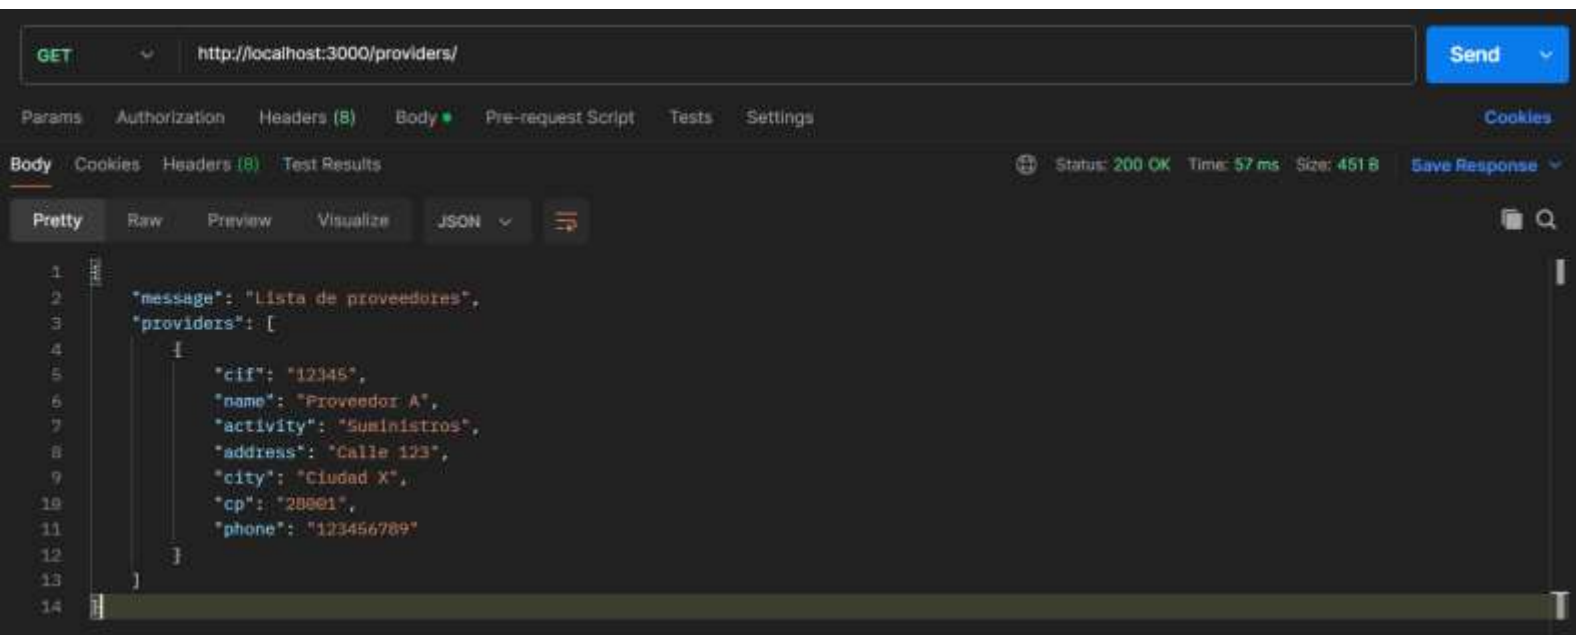 GET http://localhost:3000/providers/ Send
Params Authorization Headers (8) Body Pre-request Script Tests Settings Cookies
Body Cookies Headers (8) Test Results Status: 200 OK Time: 57 ms Size: 451 B Save Response
Pretty Raw Preview Visualize JSON
1 {
2 "message": "Lista de proveedores",
3 "providers": [
4 {
5 "cif": "12345",
6 "name": "Proveedor A",
7 "activity": "Suministros",
8 "address": "Calle 123",
9 "city": "Ciudad X",
10 "cp": "28001",
11 "phone": "123456789"
12 }
13 ]
14 }